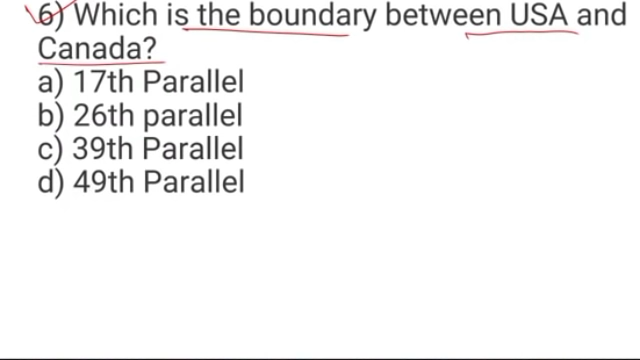 6) Which is the boundary between USA and
Canada?
a) 17th Parallel
b) 26th parallel
c) 39th Parallel
d) 49th Parallel